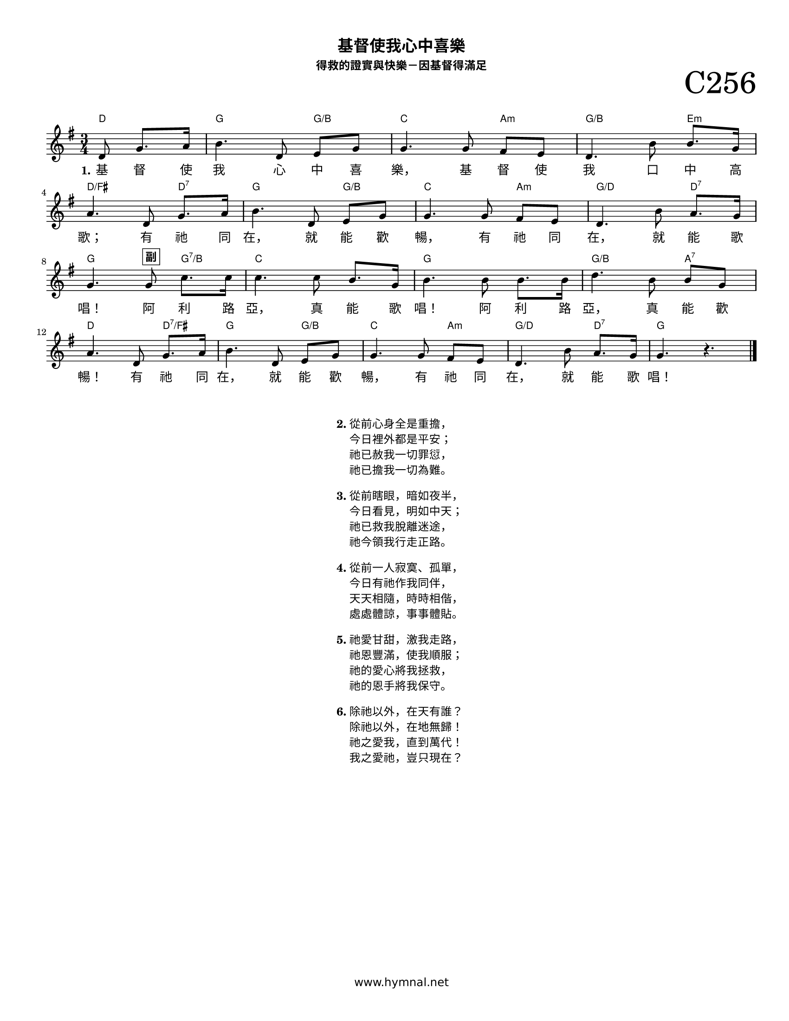 基督使我心中喜樂
得救的證實與快樂－因基督得滿足
C256
D G G/B C Am G/B Em
3 4
1. 基 督 使 我 心 中 喜 樂， 基 督 使 我 口 中 高
4 D/F♯ D7 G G/B C Am G/D D7
歌； 有 祂 同 在， 就 能 歡 暢， 有 祂 同 在， 就 能 歌
8 G 副 G7/B C G G/B A7
唱！ 阿 利 路 亞， 真 能 歌 唱！ 阿 利 路 亞， 真 能 歡
12 D D7/F♯ G G/B C Am G/D D7 G
暢！ 有 祂 同 在， 就 能 歡 暢， 有 祂 同 在， 就 能 歌 唱！
2. 從前心身全是重擔，
今日裡外都是平安；
祂已赦我一切罪愆，
祂已擔我一切為難。
3. 從前瞎眼，暗如夜半，
今日看見，明如中天；
祂已救我脫離迷途，
祂今領我行走正路。
4. 從前一人寂寞、孤單，
今日有祂作我同伴，
天天相隨，時時相偕，
處處體諒，事事體貼。
5. 祂愛甘甜，激我走路，
祂恩豐滿，使我順服；
祂的愛心將我拯救，
祂的恩手將我保守。
6. 除祂以外，在天有誰？
除祂以外，在地無歸！
祂之愛我，直到萬代！
我之愛祂，豈只現在？
www.hymnal.net